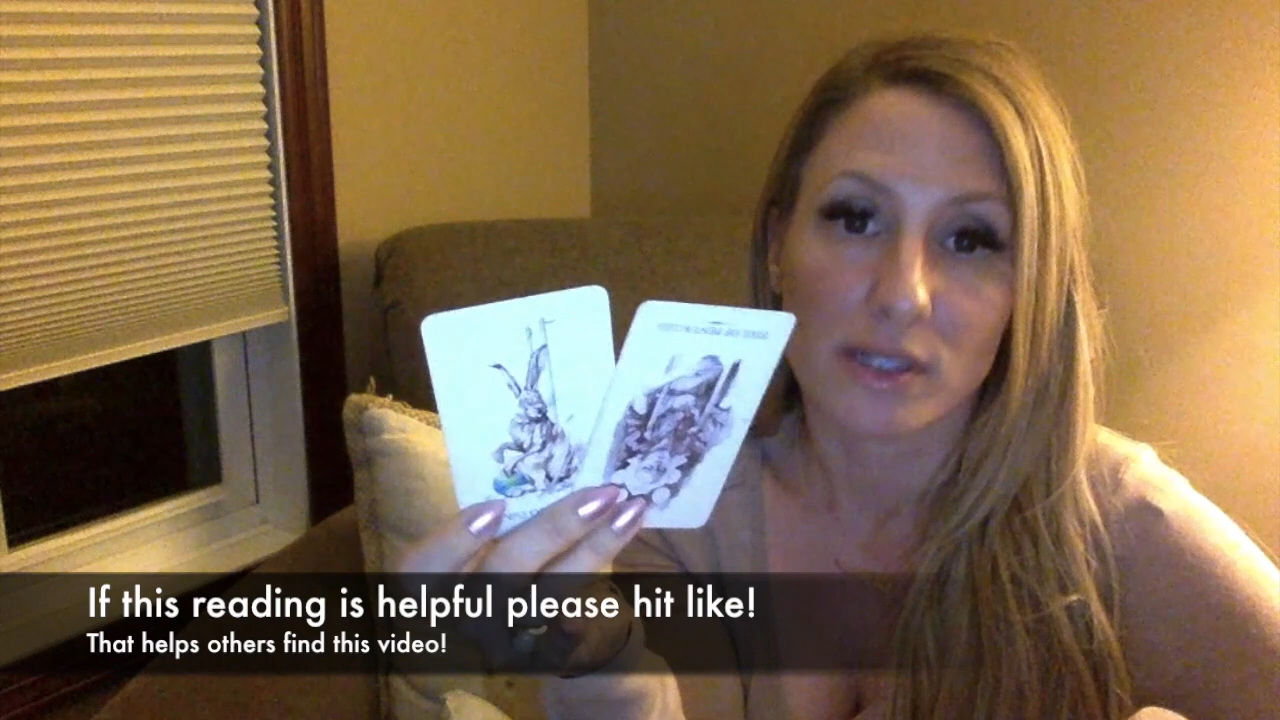 If this reading is helpful please hit like!
That helps others find this video!